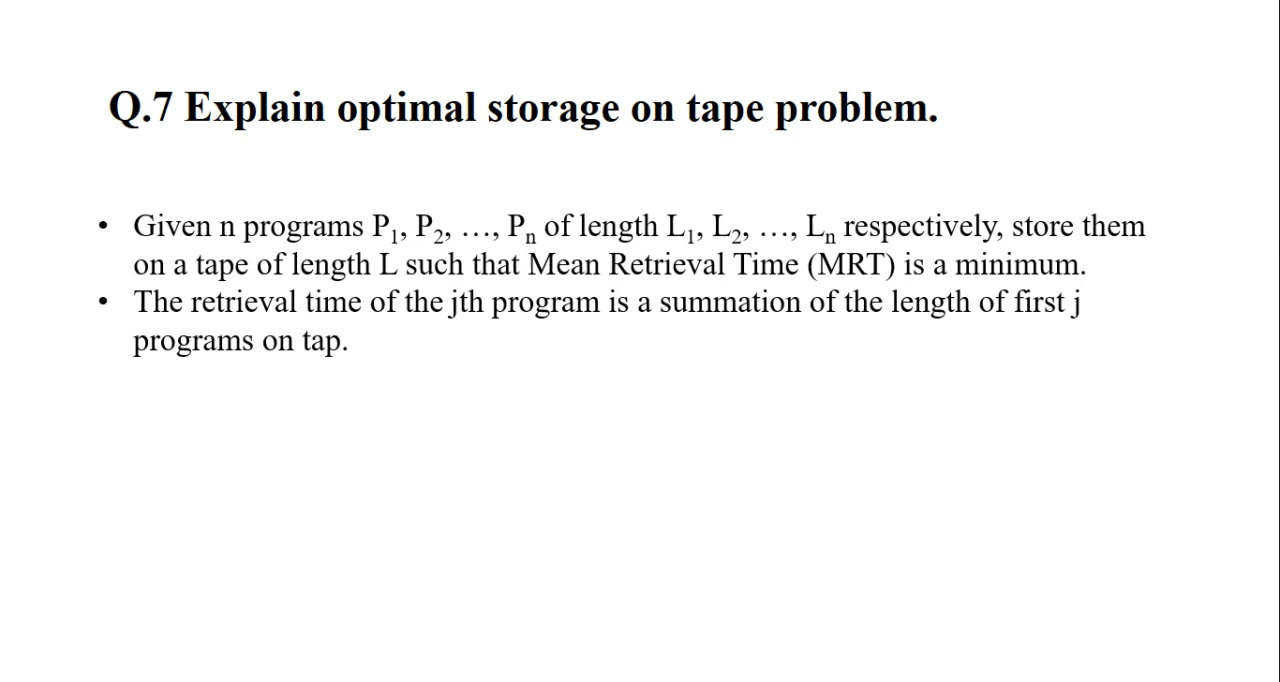 Q.7 Explain optimal storage on tape problem.
• Given n programs P₁, P₂, …, Pₙ of length L₁, L₂, …, Lₙ respectively, store them
on a tape of length L such that Mean Retrieval Time (MRT) is a minimum.
• The retrieval time of the jth program is a summation of the length of first j
programs on tap.